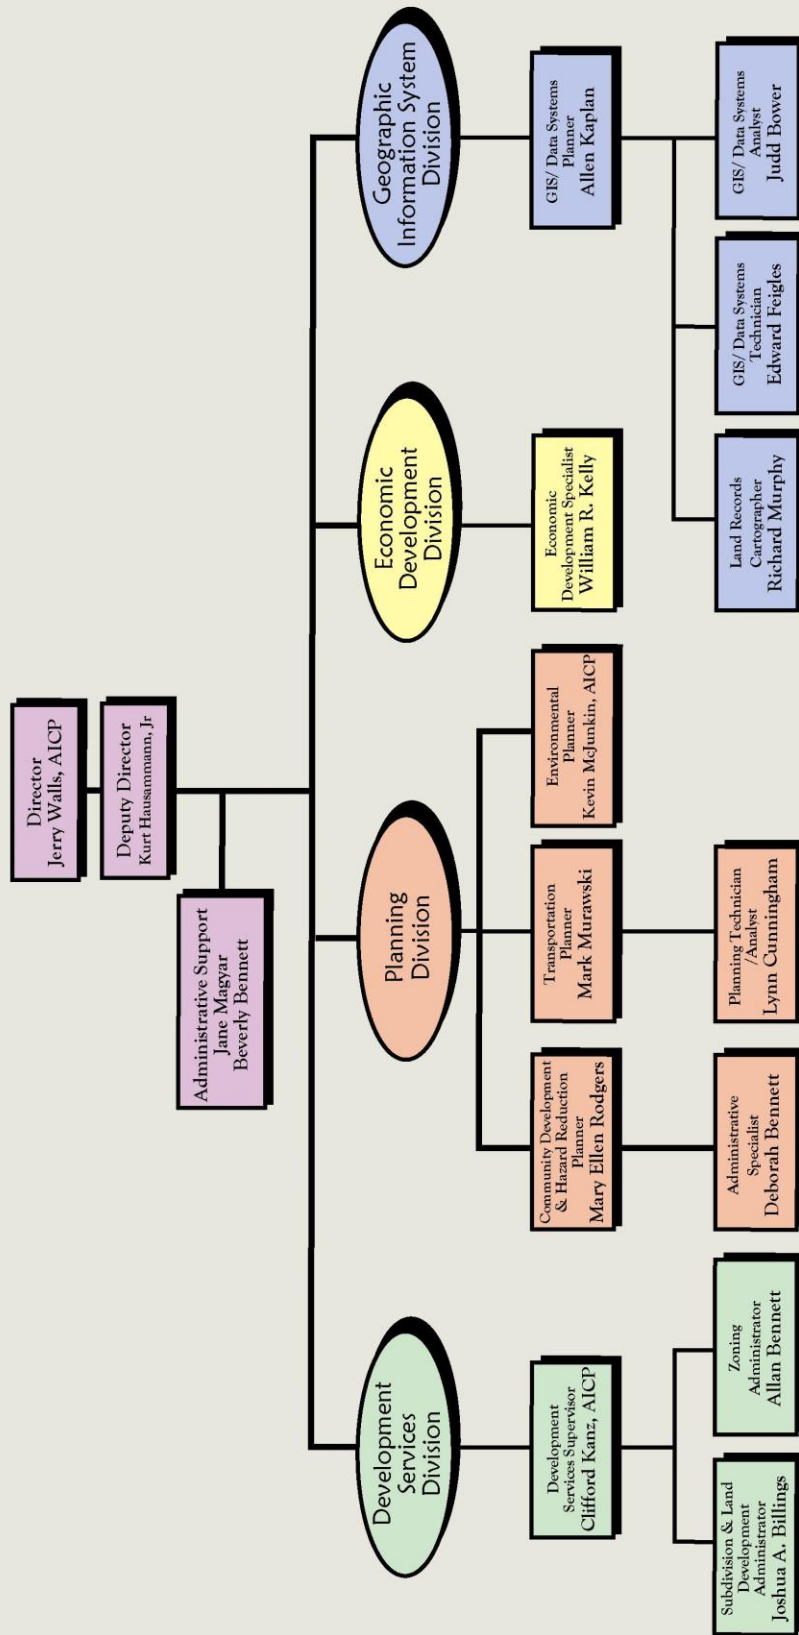 Director
Jerry Walls, AICP
Deputy Director
Kurt Hausammann, Jr
Administrative Support
Jane Magyar
Beverly Bennett
Development
Services
Division
Planning
Division
Economic
Development
Division
Geographic
Information System
Division
Development
Services Supervisor
Clifford Kanz, AICP
Community Development
& Hazard Reduction
Planner
Mary Ellen Rodgers
Transportation
Planner
Mark Murawski
Environmental
Planner
Kevin McJunkin, AICP
Economic
Development Specialist
William R. Kelly
GIS/ Data Systems
Planner
Allen Kaplan
Subdivision & Land
Development
Administrator
Joshua A. Billings
Zoning
Administrator
Allan Bennett
Administrative
Specialist
Deborah Bennett
Planning Technician
/Analyst
Lynn Cunningham
Land Records
Cartographer
Richard Murphy
GIS/ Data Systems
Technician
Edward Feigles
GIS/ Data Systems
Analyst
Judd Bower